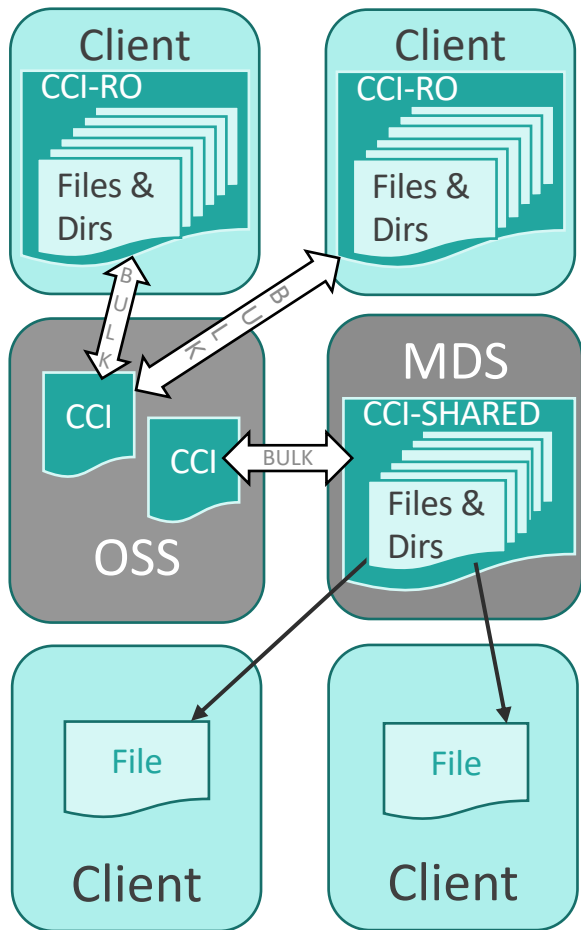 Client
CCI-RO
Files &
Dirs
Client
CCI-RO
Files &
Dirs
BULK
BULK
CCI
CCI
OSS
BULK
MDS
CCI-SHARED
Files &
Dirs
File
Client
File
Client